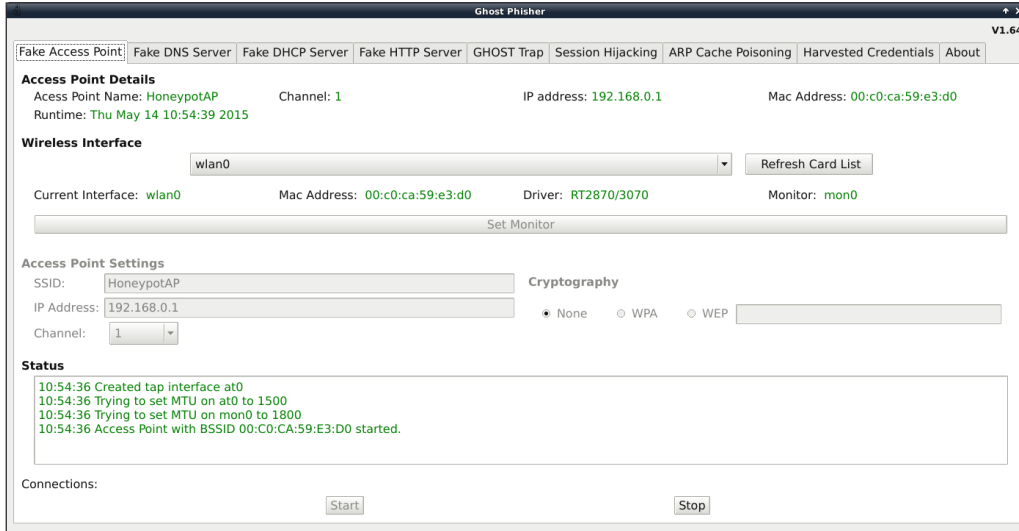 Ghost Phisher
V1.64
Fake Access Point Fake DNS Server Fake DHCP Server Fake HTTP Server GHOST Trap Session Hijacking ARP Cache Poisoning Harvested Credentials About
Access Point Details
Acess Point Name: HoneypotAP Channel: 1 IP address: 192.168.0.1 Mac Address: 00:c0:ca:59:e3:d0
Runtime: Thu May 14 10:54:39 2015
Wireless Interface
wlan0 Refresh Card List
Current Interface: wlan0 Mac Address: 00:c0:ca:59:e3:d0 Driver: RT2870/3070 Monitor: mon0
Set Monitor
Access Point Settings
SSID: HoneypotAP Cryptography
IP Address: 192.168.0.1 None WPA WEP
Channel: 1
Status
10:54:36 Created tap interface at0
10:54:36 Trying to set MTU on at0 to 1500
10:54:36 Trying to set MTU on mon0 to 1800
10:54:36 Access Point with BSSID 00:C0:CA:59:E3:D0 started.
Connections:
Start Stop